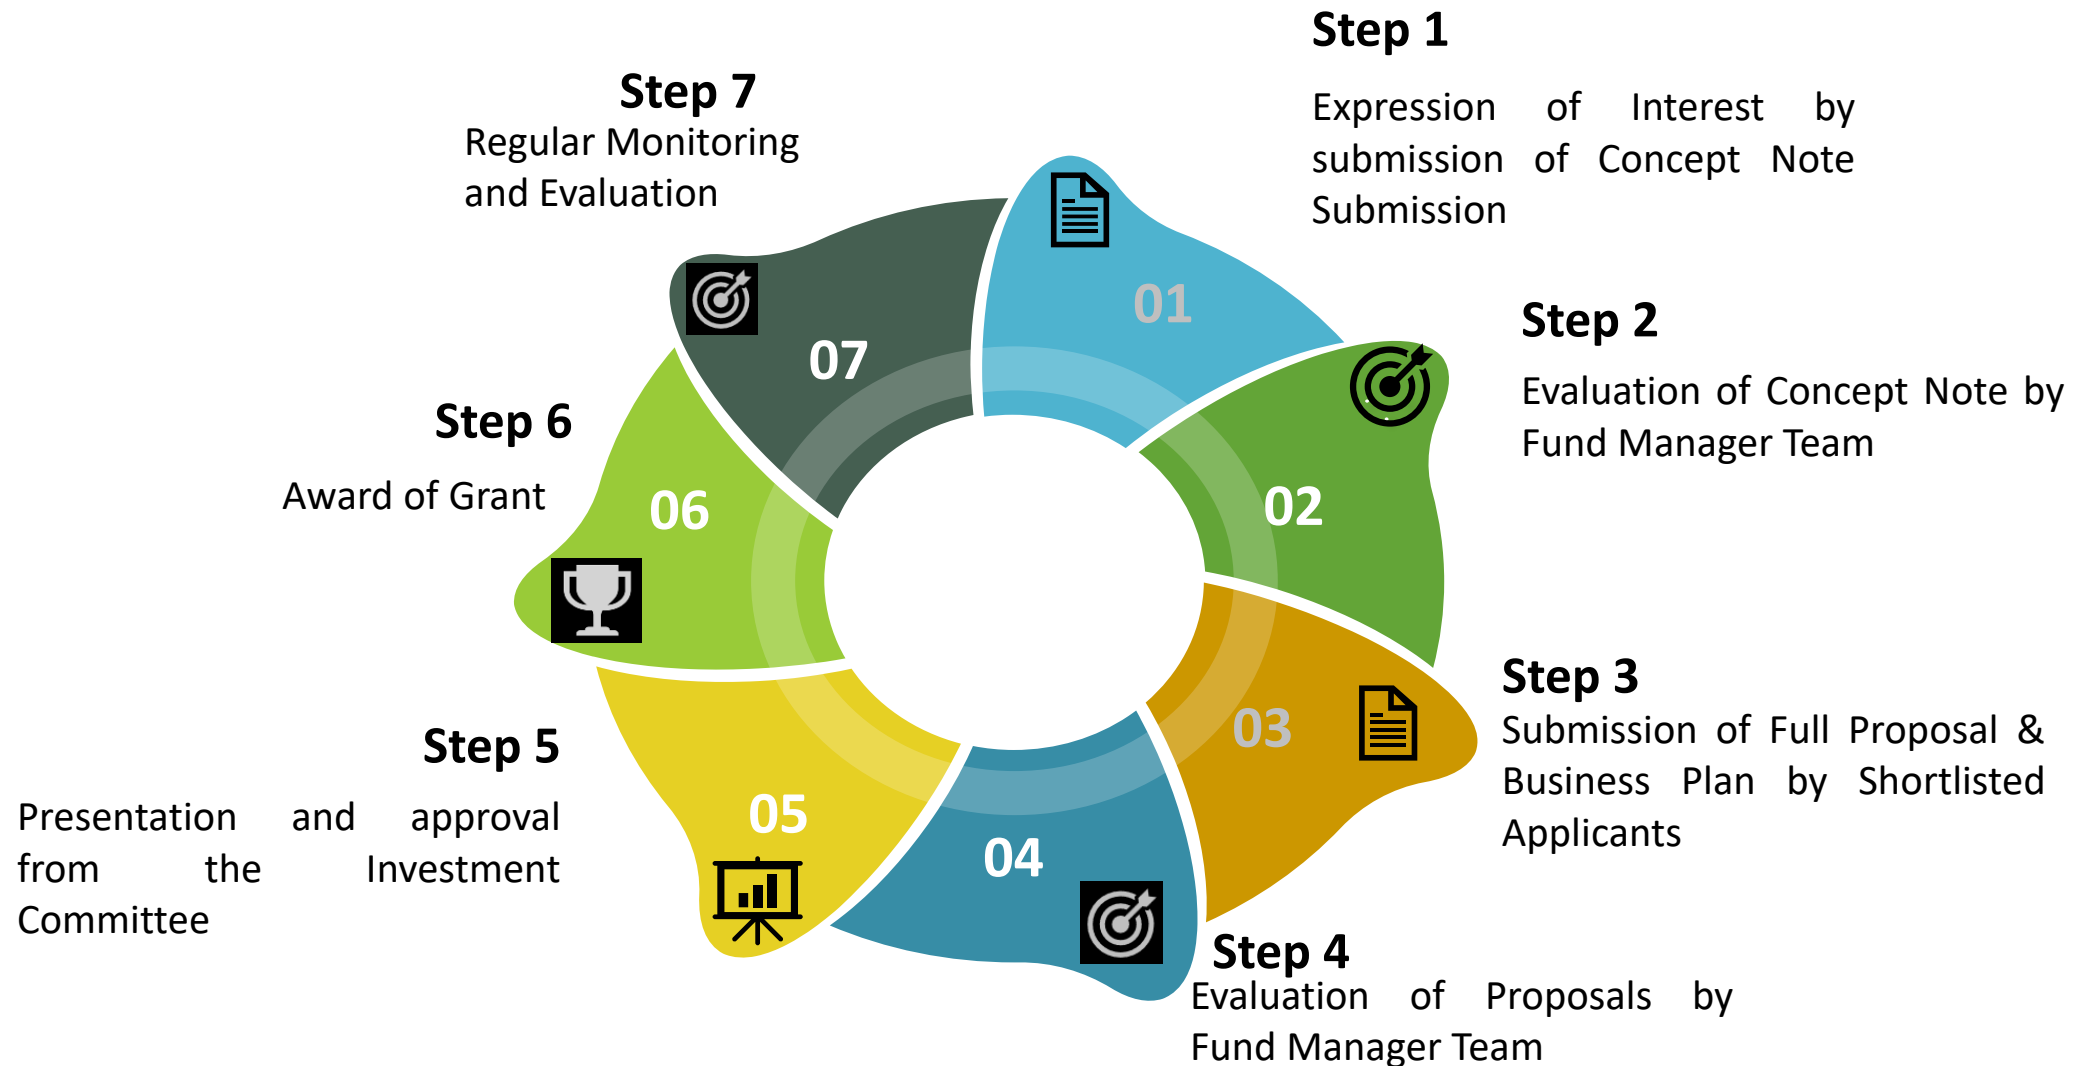 Step 1
Expression of Interest by
submission of Concept Note
Submission
01
Step 2
Evaluation of Concept Note by
Fund Manager Team
02
Step 3
Submission of Full Proposal &
Business Plan by Shortlisted
Applicants
03
Step 4
Evaluation of Proposals by
Fund Manager Team
04
Step 5
Presentation and approval
from the Investment
Committee
05
Step 6
Award of Grant
06
Step 7
Regular Monitoring
and Evaluation
07